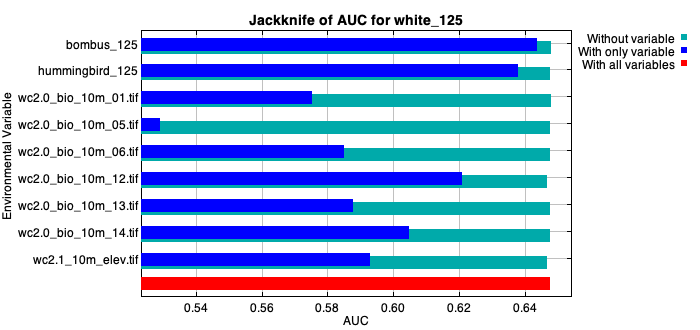 Jackknife of AUC for white_125
Without variable
With only variable
With all variables
Environmental Variable
bombus_125
hummingbird_125
wc2.0_bio_10m_01.tif
wc2.0_bio_10m_05.tif
wc2.0_bio_10m_06.tif
wc2.0_bio_10m_12.tif
wc2.0_bio_10m_13.tif
wc2.0_bio_10m_14.tif
wc2.1_10m_elev.tif
0.54 0.56 0.58 0.60 0.62 0.64
AUC